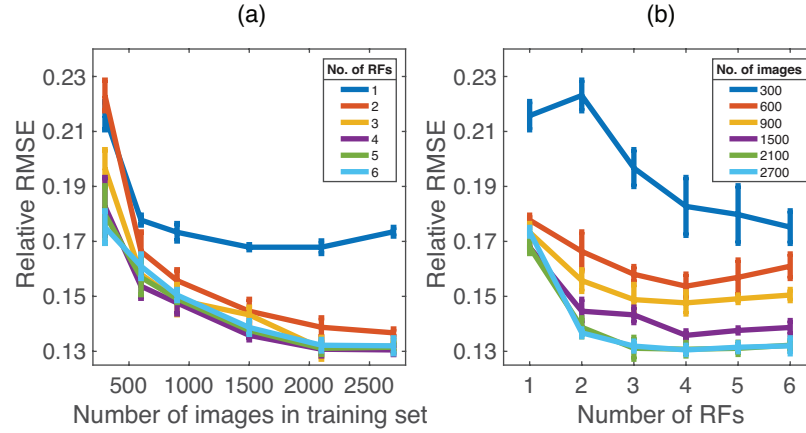 (a)
Relative RMSE
0.23
0.21
0.19
0.17
0.15
0.13
500 1000 1500 2000 2500
Number of images in training set
No. of RFs
1
2
3
4
5
6
(b)
Relative RMSE
0.23
0.21
0.19
0.17
0.15
0.13
1 2 3 4 5 6
Number of RFs
No. of images
300
600
900
1500
2100
2700